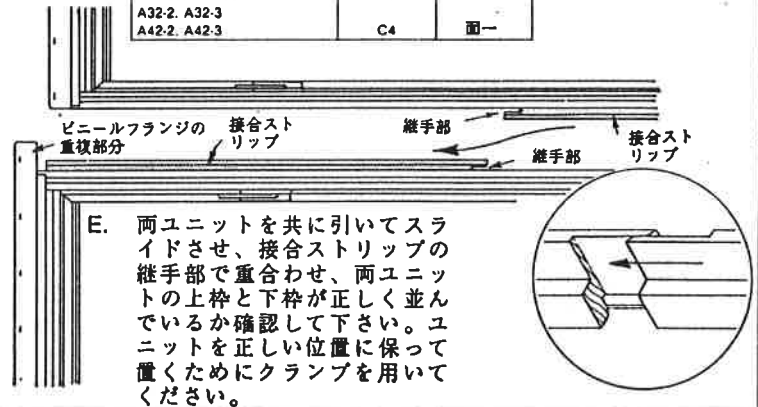 A32-2. A32-3
A42-2. A42-3 C4 面一
ビニールフランジの
重複部分
接合スト
リップ
継手部
接合スト
リップ
継手部
E. 両ユニットを共に引いてスラ
イドさせ、接合ストリップの
継手部で重合わせ、両ユニッ
トの上枠と下枠が正しく並ん
でいるか確認して下さい。ユ
ニットを正しい位置に保って
置くためにクランプを用いて
ください。